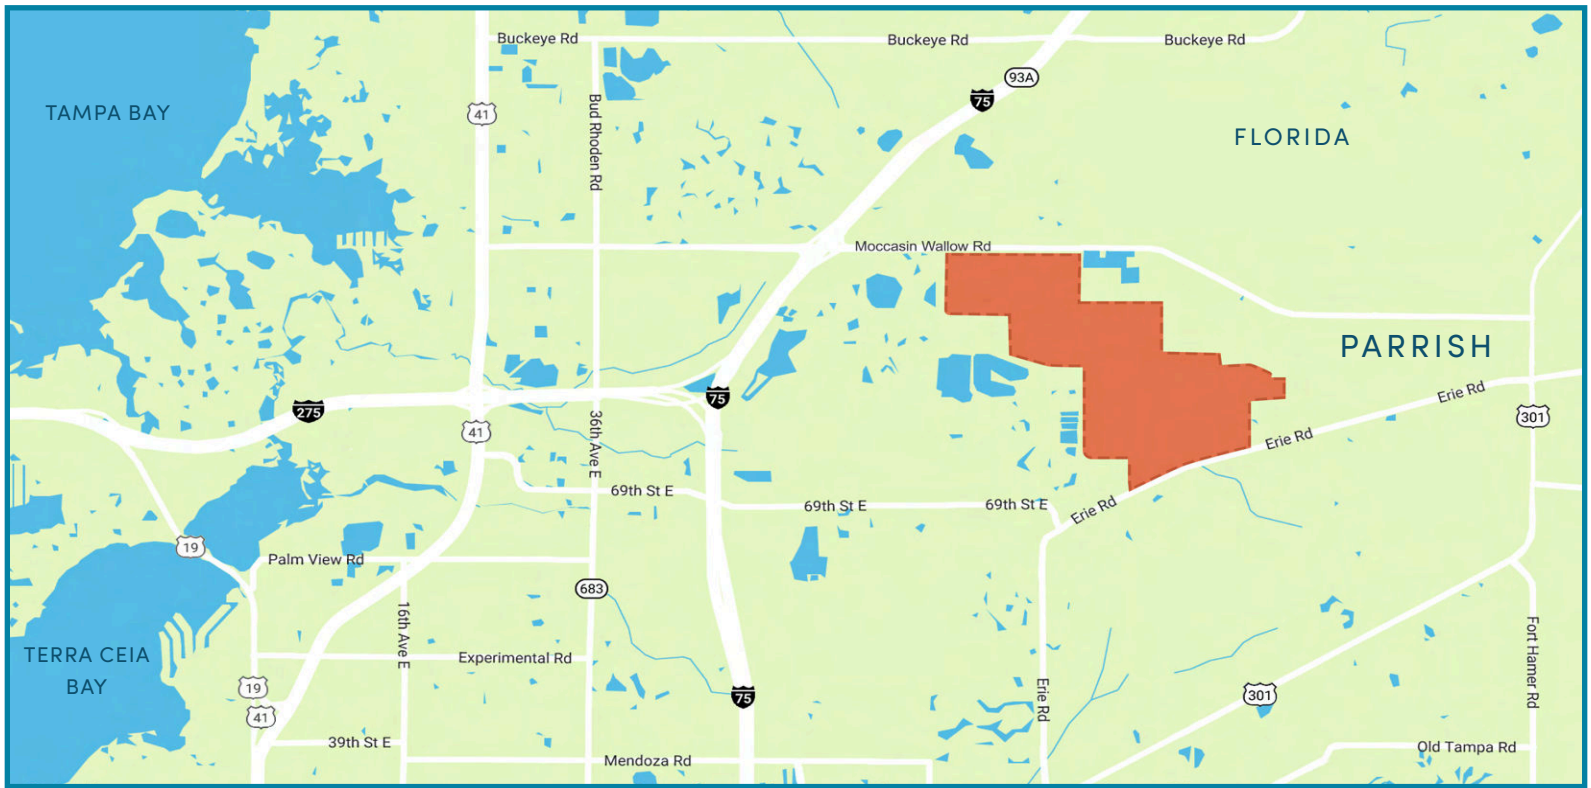 Buckeye Rd
Buckeye Rd
Buckeye Rd
93A
75
TAMPA BAY
41
Bud Rhoden Rd
FLORIDA
Moccasin Wallow Rd
PARRISH
Erie Rd
75
275
301
41
36th Ave E
Erie Rd
69th St E
69th St E
69th St E
Erie Rd
19
Palm View Rd
683
16th Ave E
TERRA CEIA
BAY
Experimental Rd
Fort Hamer Rd
19
41
75
Erie Rd
301
39th St E
Mendoza Rd
Old Tampa Rd